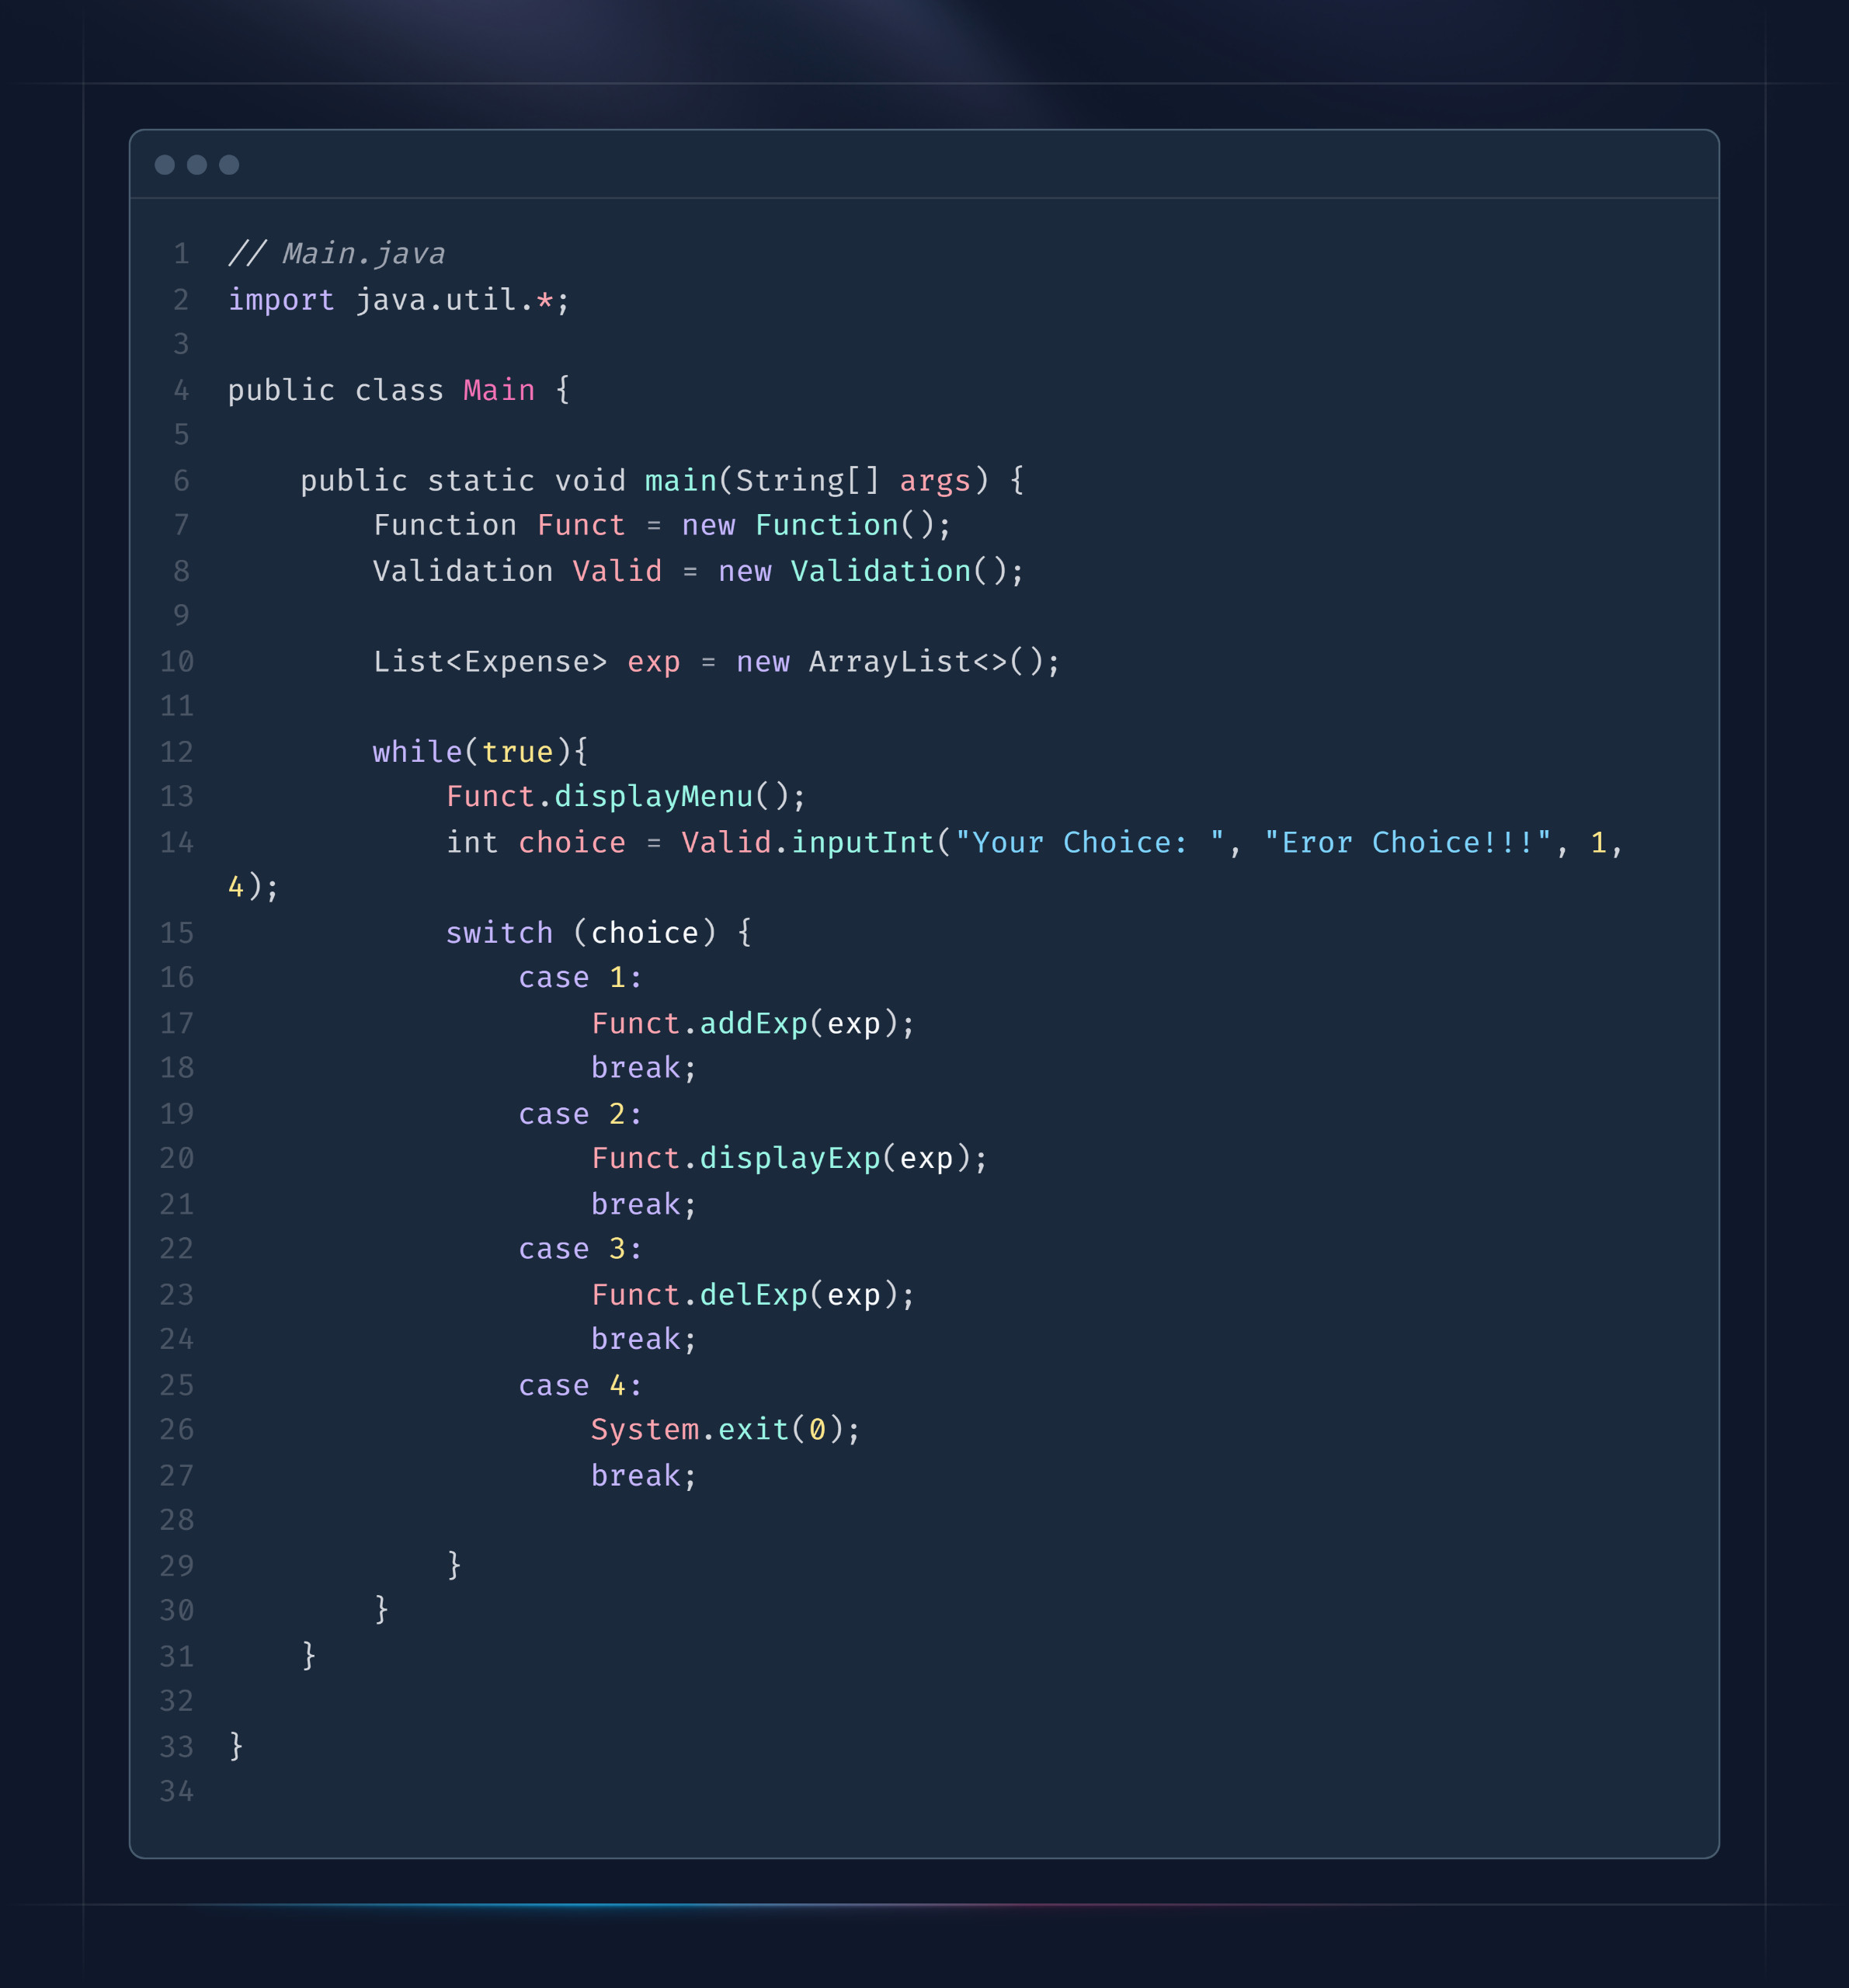 1 // Main.java
2 import java.util.*;
3
4 public class Main {
5
6     public static void main(String[] args) {
7         Function Funct = new Function();
8         Validation Valid = new Validation();
9
10         List<Expense> exp = new ArrayList<>();
11
12         while(true){
13             Funct.displayMenu();
14             int choice = Valid.inputInt("Your Choice: ", "Eror Choice!!!", 1,
4);
15             switch (choice) {
16                 case 1:
17                     Funct.addExp(exp);
18                     break;
19                 case 2:
20                     Funct.displayExp(exp);
21                     break;
22                 case 3:
23                     Funct.delExp(exp);
24                     break;
25                 case 4:
26                     System.exit(0);
27                     break;
28
29             }
30         }
31     }
32
33 }
34